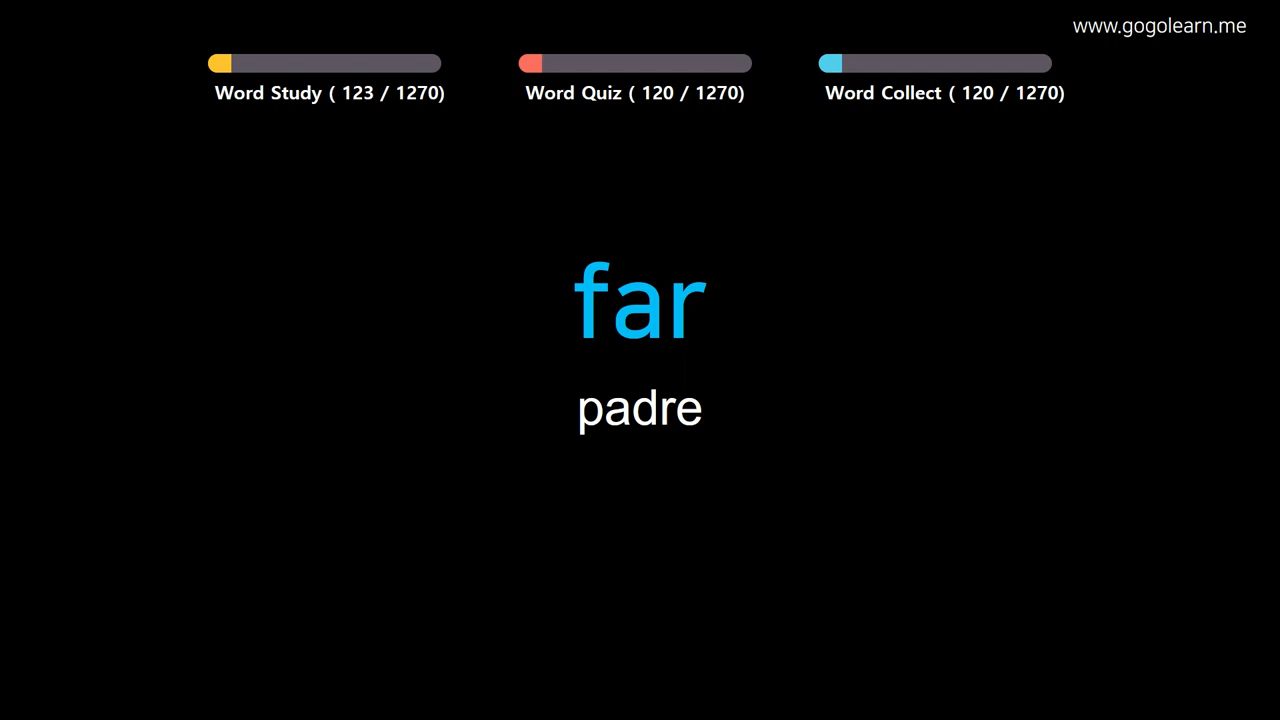 www.gogolearn.me
Word Study ( 123 / 1270)
Word Quiz ( 120 / 1270)
Word Collect ( 120 / 1270)
far
padre